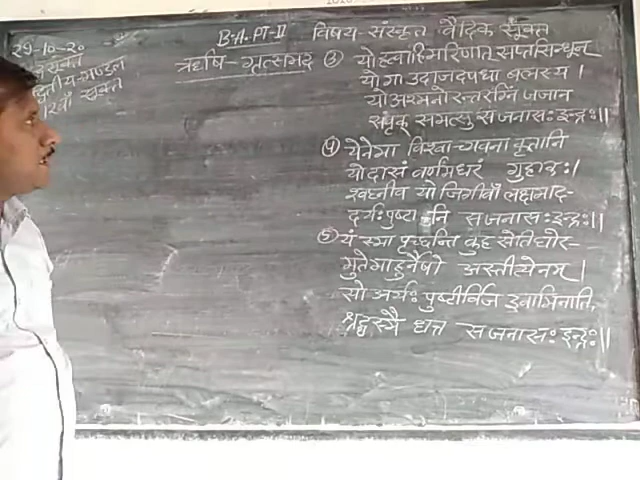 29-10-20
B.A. PT-II विषय संस्कृत वैदिक सूक्त
सूक्त
द्वितीय-मण्डल
सूक्त
ऋषि - गृत्समद
③ योहत्वाहिमरिणात् सप्तसिन्धून्
योगा उदाजदपधा बलस्य।
योअश्मनोरन्तरग्निं जजान
संवृक् समत्सु स जनासः इन्द्रः॥
④ येनेमा विश्वा च्यवना कृतानि
योदासं वर्णमधरं गुहाकः।
श्वघ्नीव यो जिगीवाँ लक्षमाद-
दर्यः पुष्टानि स जनासः इन्द्रः॥
⑤ यं स्मा पृच्छन्ति कुह सेतिघोर-
मुतेमाहुर्नैषो अस्तीत्येनम्।
सो अर्यः पुष्टीर्विज इवामिनाति,
श्रद्धस्मै धत्त स जनासः इन्द्रः॥